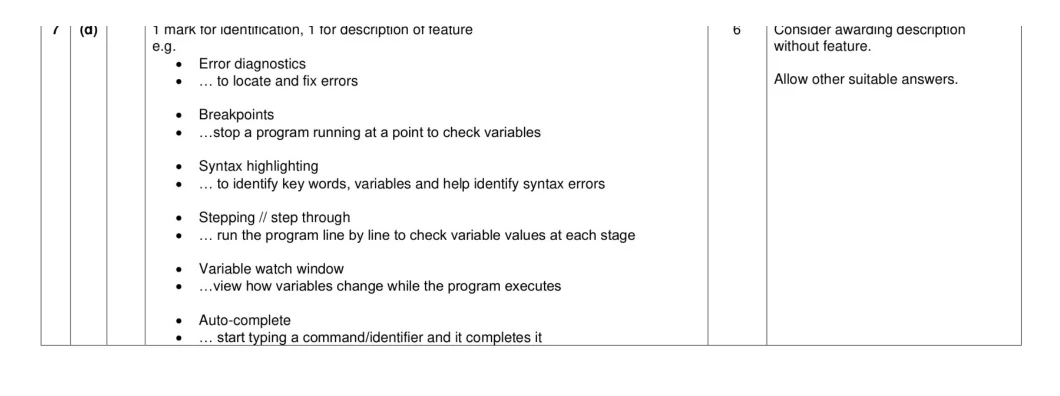 7 (d) 1 mark for identification, 1 for description of feature 6 Consider awarding description
e.g. without feature.
• Error diagnostics
• … to locate and fix errors Allow other suitable answers.
• Breakpoints
• …stop a program running at a point to check variables
• Syntax highlighting
• … to identify key words, variables and help identify syntax errors
• Stepping // step through
• … run the program line by line to check variable values at each stage
• Variable watch window
• …view how variables change while the program executes
• Auto-complete
• … start typing a command/identifier and it completes it